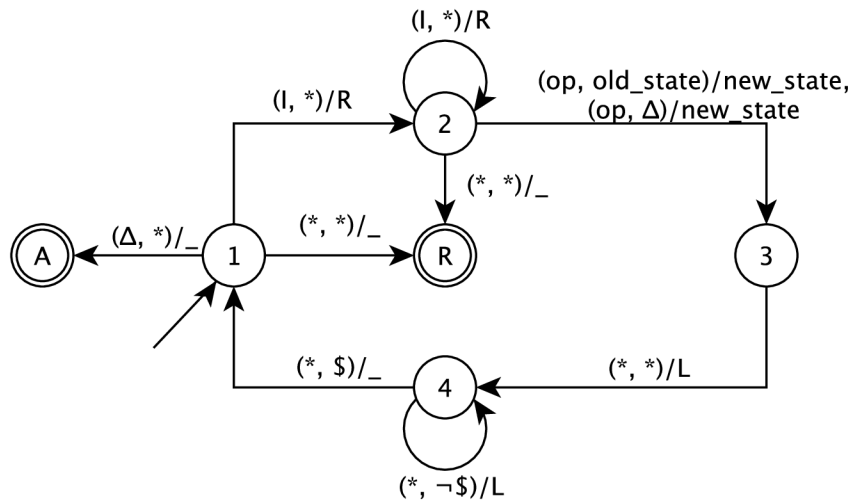 (I, *)/R
(I, *)/R
(op, old_state)/new_state,
(op, Δ)/new_state
2
(*, *)/_
(Δ, *)/_
(*, *)/_
A
1
R
3
(*, $)/_
4
(*, *)/L
(*, ¬$)/L